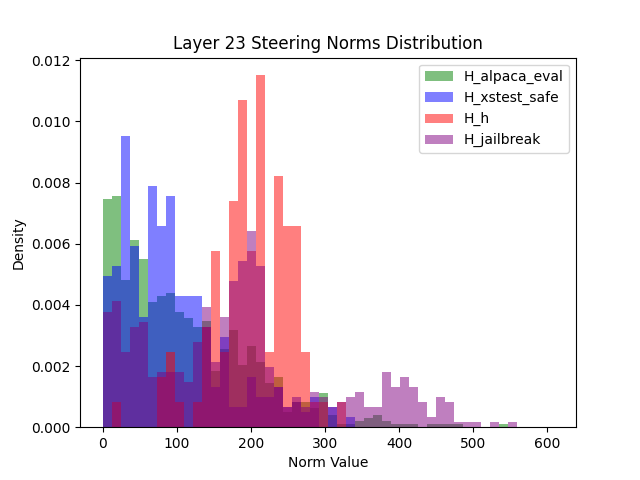 Layer 23 Steering Norms Distribution
0.012
0.010
0.008
0.006
0.004
0.002
0.000
Density
H_alpaca_eval
H_xstest_safe
H_h
H_jailbreak
0 100 200 300 400 500 600
Norm Value